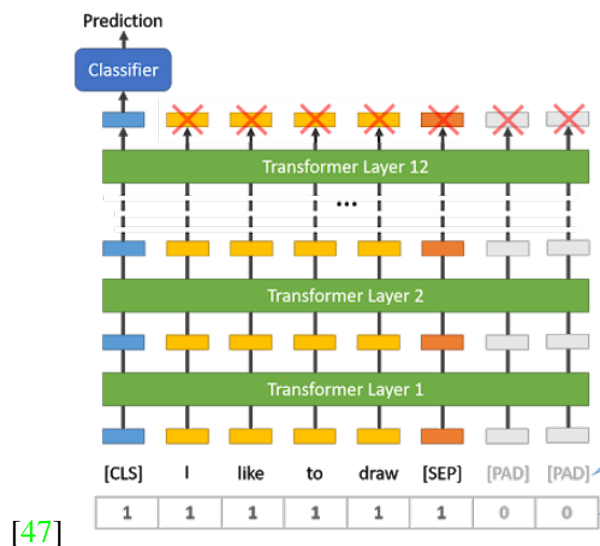 Prediction
Classifier
Transformer Layer 12
...
Transformer Layer 2
Transformer Layer 1
[CLS] I like to draw [SEP] [PAD] [PAD]
1 1 1 1 1 1 0 0
[47]